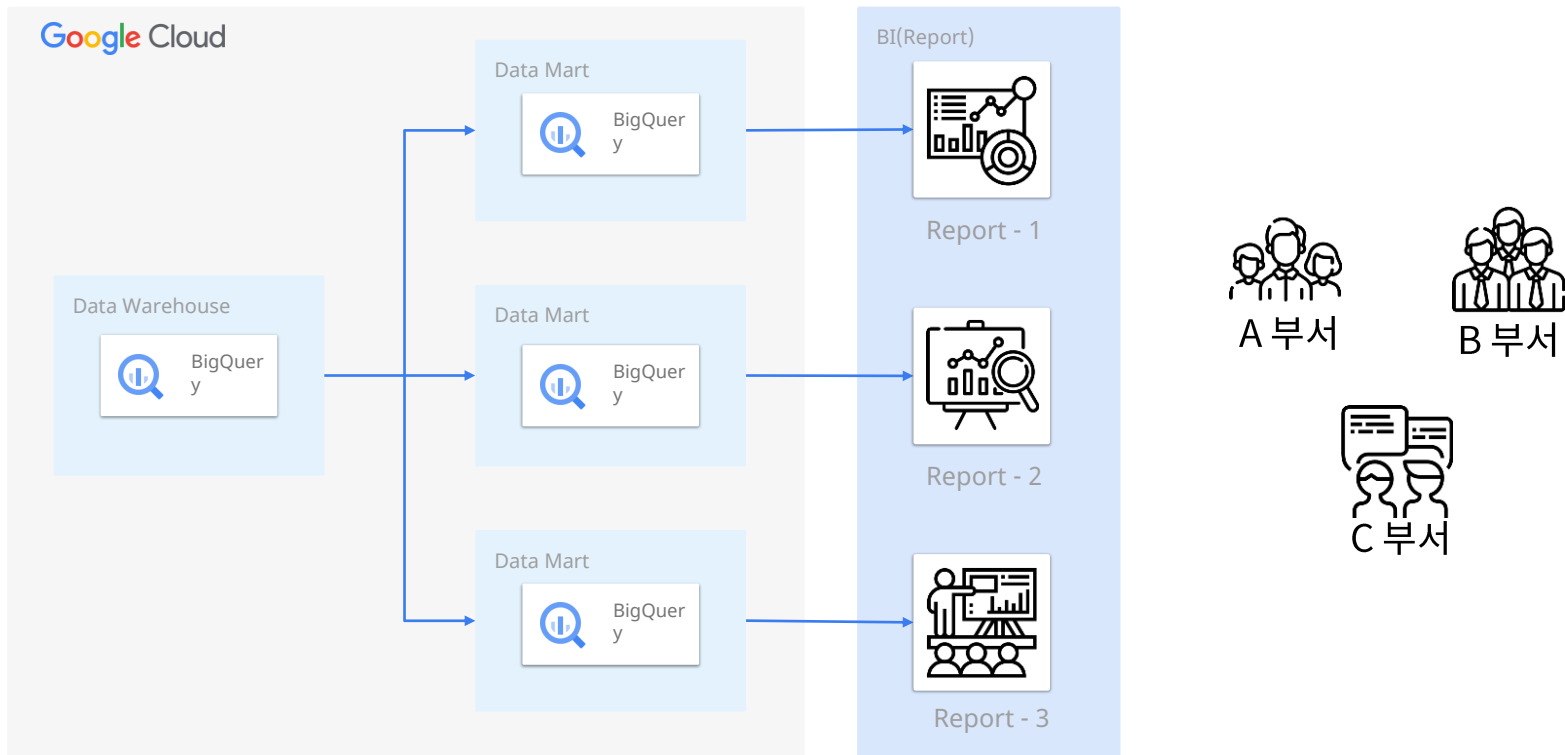 Google Cloud
Data Warehouse
BigQuer
y
Data Mart
BigQuer
y
Data Mart
BigQuer
y
Data Mart
BigQuer
y
BI(Report)
Report - 1
Report - 2
Report - 3
A 부서
B 부서
C 부서